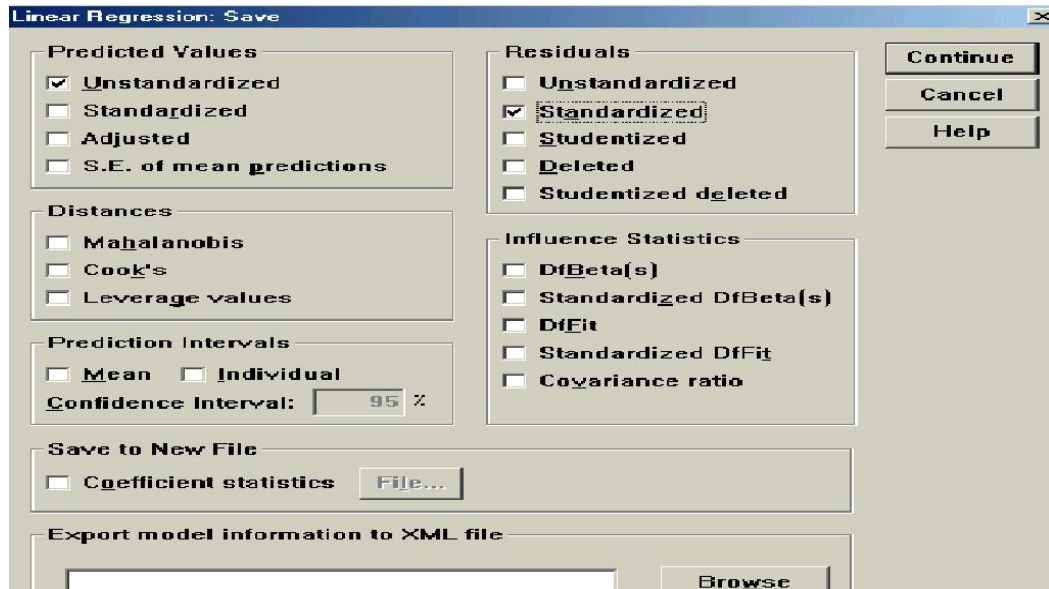 Linear Regression: Save
Predicted Values
Unstandardized
Standardized
Adjusted
S.E. of mean predictions
Distances
Mahalanobis
Cook's
Leverage values
Prediction Intervals
Mean Individual
Confidence Interval: 95 %
Residuals
Unstandardized
Standardized
Studentized
Deleted
Studentized deleted
Influence Statistics
DfBeta(s)
Standardized DfBeta(s)
DfFit
Standardized DfFit
Covariance ratio
Continue
Cancel
Help
Save to New File
Coefficient statistics File...
Export model information to XML file
Browse